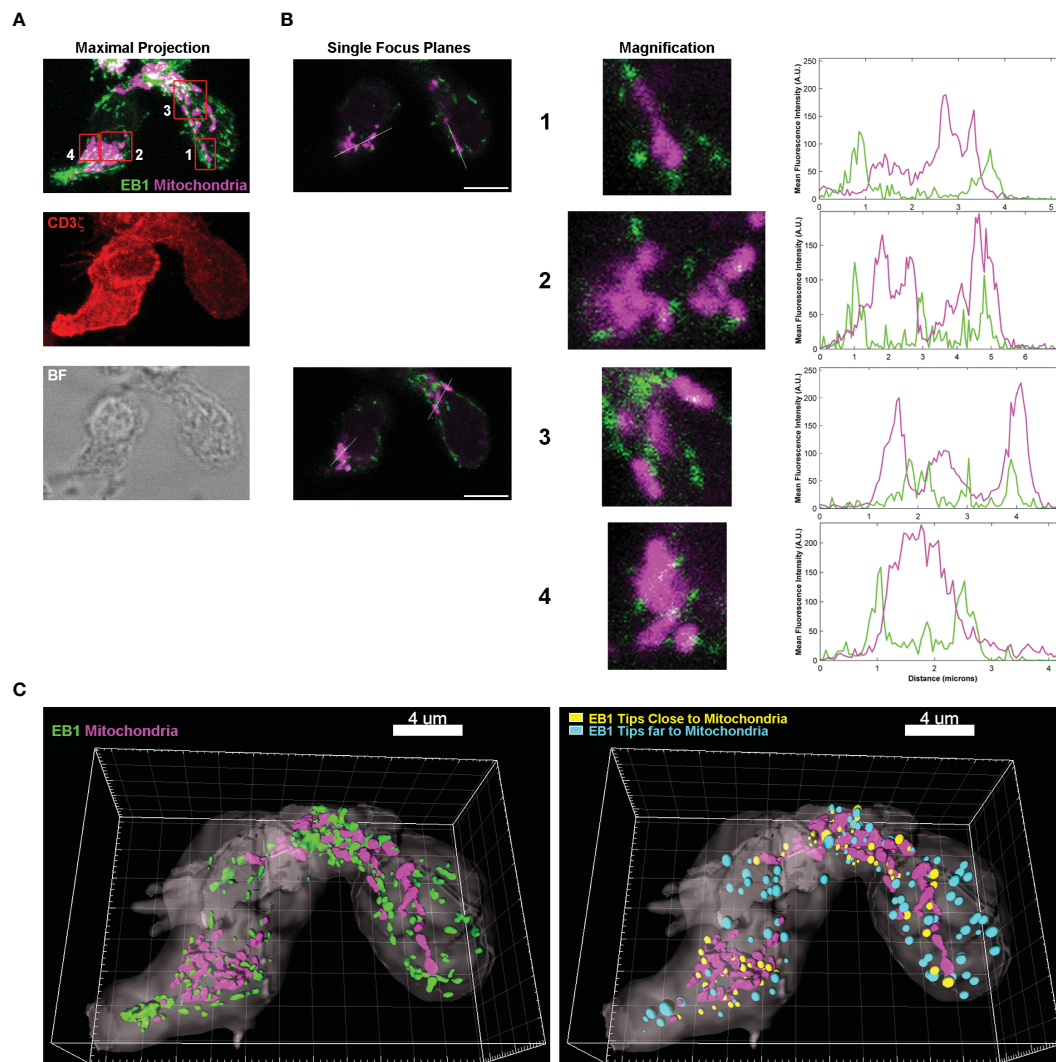 A
B
Maximal Projection
Single Focus Planes
Magnification
3
4
2
1
EB1 Mitochondria
CD3ζ
BF
1
2
3
4
Mean Fluorescence Intensity (A.U.)
250
200
150
100
50
0
0 1 2 3 4 5
Mean Fluorescence Intensity (A.U.)
200
150
100
50
0
0 1 2 3 4 5 6
Mean Fluorescence Intensity (A.U.)
250
200
150
100
50
0
0 1 2 3 4
Mean Fluorescence Intensity (A.U.)
200
150
100
50
0
0 1 2 3 4
Distance (microns)
C
EB1 Mitochondria
4 um
EB1 Tips Close to Mitochondria
EB1 Tips far to Mitochondria
4 um